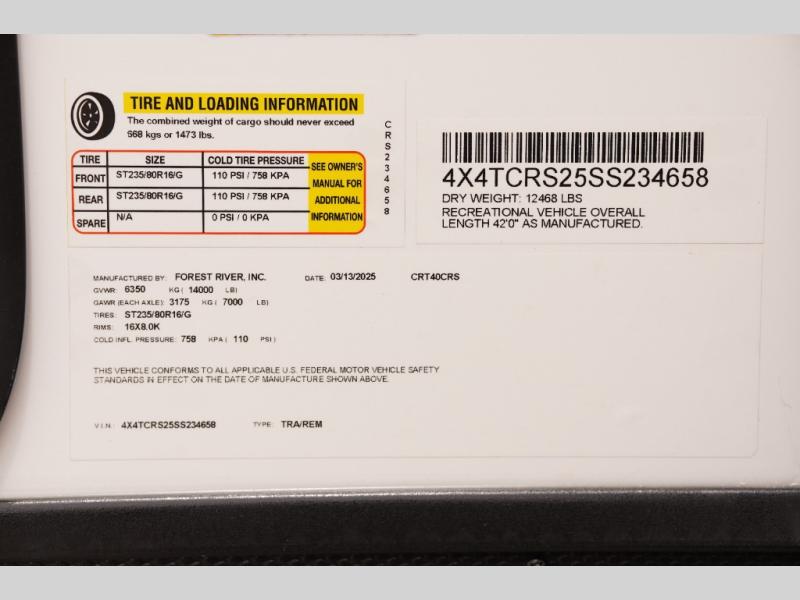 TIRE AND LOADING INFORMATION
The combined weight of cargo should never exceed
668 kgs or 1473 lbs.
TIRE SIZE COLD TIRE PRESSURE SEE OWNER'S MANUAL FOR ADDITIONAL INFORMATION
FRONT ST235/80R16/G 110 PSI / 758 KPA
REAR ST235/80R16/G 110 PSI / 758 KPA
SPARE N/A 0 PSI / 0 KPA
CRS234658
4X4TCRS25SS234658
DRY WEIGHT: 12468 LBS
RECREATIONAL VEHICLE OVERALL
LENGTH 42'0" AS MANUFACTURED.
MANUFACTURED BY: FOREST RIVER, INC. DATE: 03/13/2025 CRT40CRS
GVWR: 6350 KG ( 14000 LB)
GAWR (EACH AXLE): 3175 KG ( 7000 LB)
TIRES: ST235/80R16/G
RIMS: 16X8.0K
COLD INFL. PRESSURE: 758 KPA ( 110 PSI )
THIS VEHICLE CONFORMS TO ALL APPLICABLE U.S. FEDERAL MOTOR VEHICLE SAFETY
STANDARDS IN EFFECT ON THE DATE OF MANUFACTURE SHOWN ABOVE.
V.I.N.: 4X4TCRS25SS234658 TYPE: TRA/REM